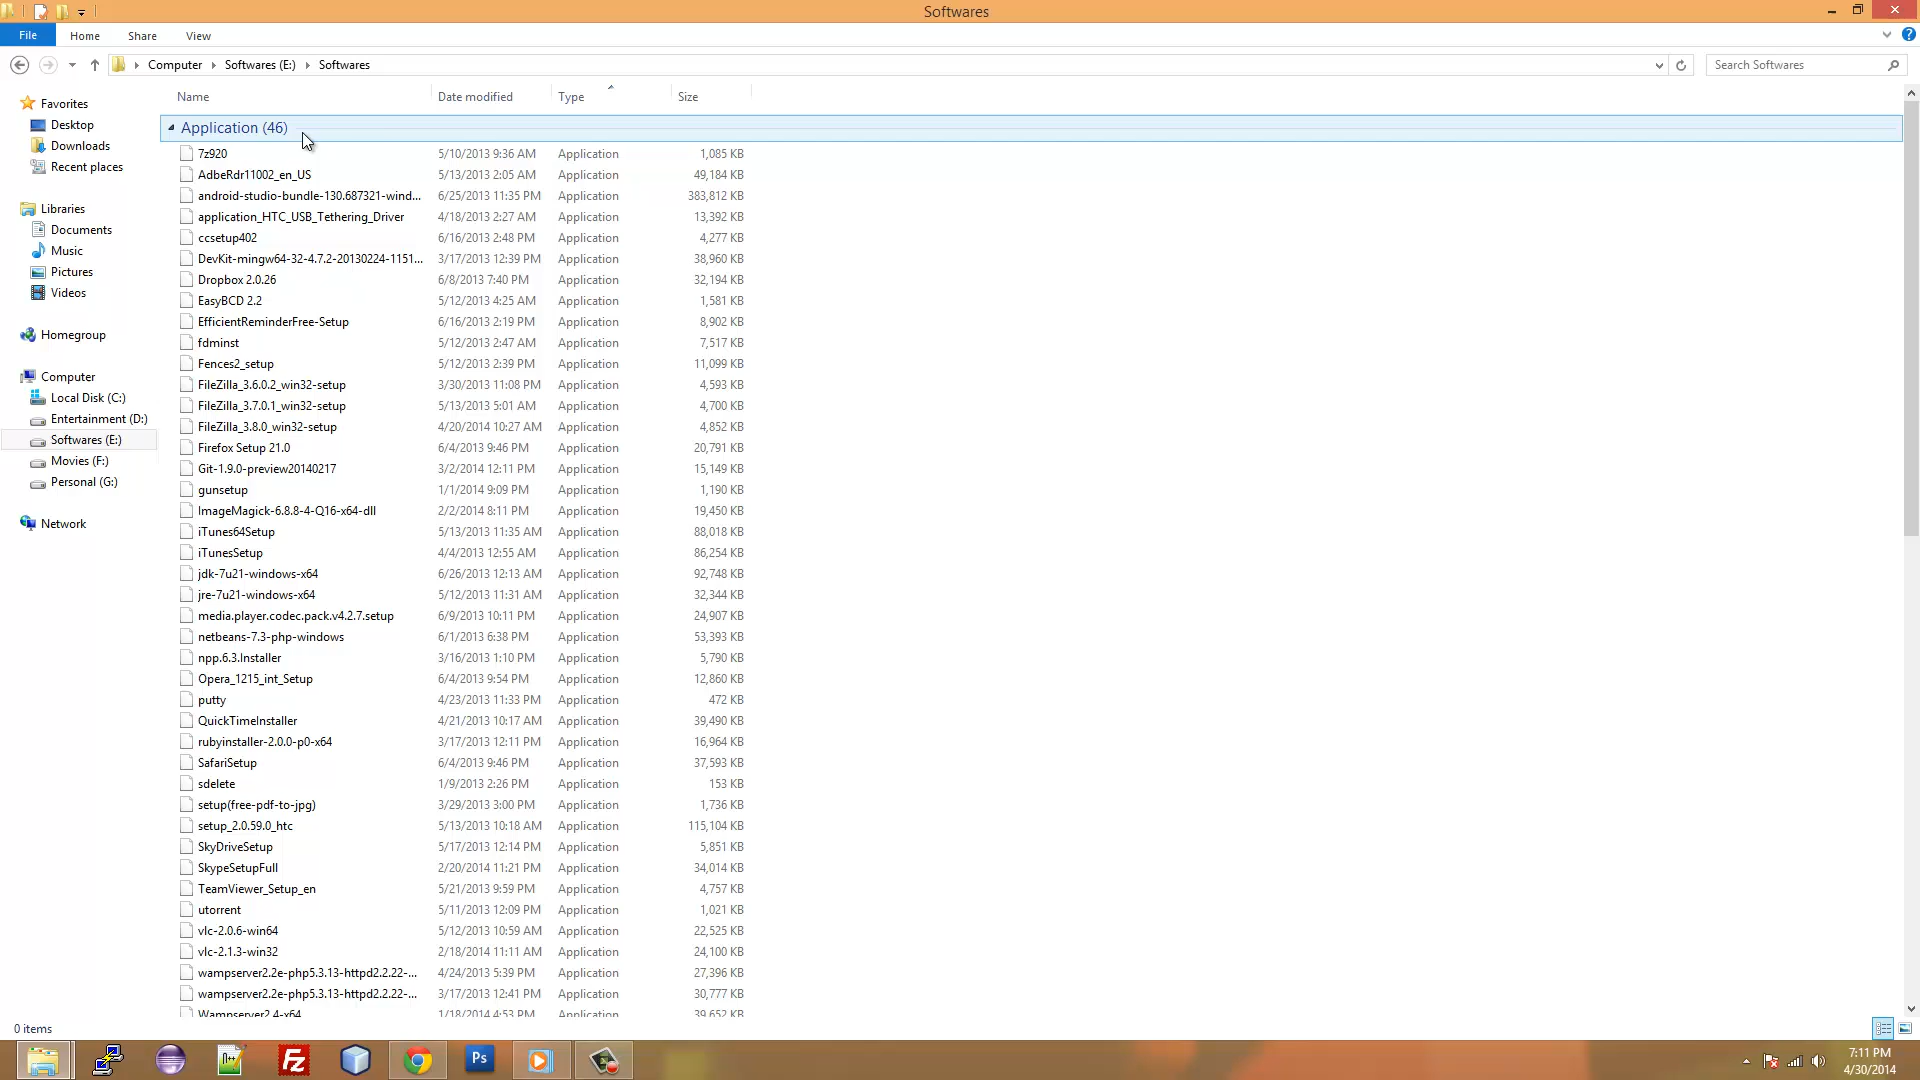 Softwares
File Home Share View
Computer Softwares (E:) Softwares Search Softwares
Name Date modified Type Size
Favorites
Desktop
Downloads
Recent places
Libraries
Documents
Music
Pictures
Videos
Homegroup
Computer
Local Disk (C:)
Entertainment (D:)
Softwares (E:)
Movies (F:)
Personal (G:)
Network
Application (46)
7z920 5/10/2013 9:36 AM Application 1,085 KB
AdbeRdr11002_en_US 5/13/2013 2:05 AM Application 49,184 KB
android-studio-bundle-130.687321-wind... 6/25/2013 11:35 PM Application 383,812 KB
application_HTC_USB_Tethering_Driver 4/18/2013 2:27 AM Application 13,392 KB
ccsetup402 6/16/2013 2:48 PM Application 4,277 KB
DevKit-mingw64-32-4.7.2-20130224-1151... 3/17/2013 12:39 PM Application 38,960 KB
Dropbox 2.0.26 6/8/2013 7:40 PM Application 32,194 KB
EasyBCD 2.2 5/12/2013 4:25 AM Application 1,581 KB
EfficientReminderFree-Setup 6/16/2013 2:19 PM Application 8,902 KB
fdminst 5/12/2013 2:47 AM Application 7,517 KB
Fences2_setup 5/12/2013 2:39 PM Application 11,099 KB
FileZilla_3.6.0.2_win32-setup 3/30/2013 11:08 PM Application 4,593 KB
FileZilla_3.7.0.1_win32-setup 5/13/2013 5:01 AM Application 4,700 KB
FileZilla_3.8.0_win32-setup 4/20/2014 10:27 AM Application 4,852 KB
Firefox Setup 21.0 6/4/2013 9:46 PM Application 20,791 KB
Git-1.9.0-preview20140217 3/2/2014 12:11 PM Application 15,149 KB
gunsetup 1/1/2014 9:09 PM Application 1,190 KB
ImageMagick-6.8.8-4-Q16-x64-dll 2/2/2014 8:11 PM Application 19,450 KB
iTunes64Setup 5/13/2013 11:35 AM Application 88,018 KB
iTunesSetup 4/4/2013 12:55 AM Application 86,254 KB
jdk-7u21-windows-x64 6/26/2013 12:13 AM Application 92,748 KB
jre-7u21-windows-x64 5/12/2013 11:31 AM Application 32,344 KB
media.player.codec.pack.v4.2.7.setup 6/9/2013 10:11 PM Application 24,907 KB
netbeans-7.3-php-windows 6/1/2013 6:38 PM Application 53,393 KB
npp.6.3.Installer 3/16/2013 1:10 PM Application 5,790 KB
Opera_1215_int_Setup 6/4/2013 9:54 PM Application 12,860 KB
putty 4/23/2013 11:33 PM Application 472 KB
QuickTimeInstaller 4/21/2013 10:17 AM Application 39,490 KB
rubyinstaller-2.0.0-p0-x64 3/17/2013 12:11 PM Application 16,964 KB
SafariSetup 6/4/2013 9:46 PM Application 37,593 KB
sdelete 1/9/2013 2:26 PM Application 153 KB
setup(free-pdf-to-jpg) 3/29/2013 3:00 PM Application 1,736 KB
setup_2.0.59.0_htc 5/13/2013 10:18 AM Application 115,104 KB
SkyDriveSetup 5/17/2013 12:14 PM Application 5,851 KB
SkypeSetupFull 2/20/2014 11:21 PM Application 34,014 KB
TeamViewer_Setup_en 5/21/2013 9:59 PM Application 4,757 KB
utorrent 5/11/2013 12:09 PM Application 1,021 KB
vlc-2.0.6-win64 5/12/2013 10:59 AM Application 22,525 KB
vlc-2.1.3-win32 2/18/2014 11:11 AM Application 24,100 KB
wampserver2.2e-php5.3.13-httpd2.2.22-... 4/24/2013 5:39 PM Application 27,396 KB
wampserver2.2e-php5.3.13-httpd2.2.22-... 3/17/2013 12:41 PM Application 30,777 KB
Wampserver2.4-x64 1/18/2014 4:53 PM Application 39,652 KB
0 items
Fz Ps
7:11 PM
4/30/2014